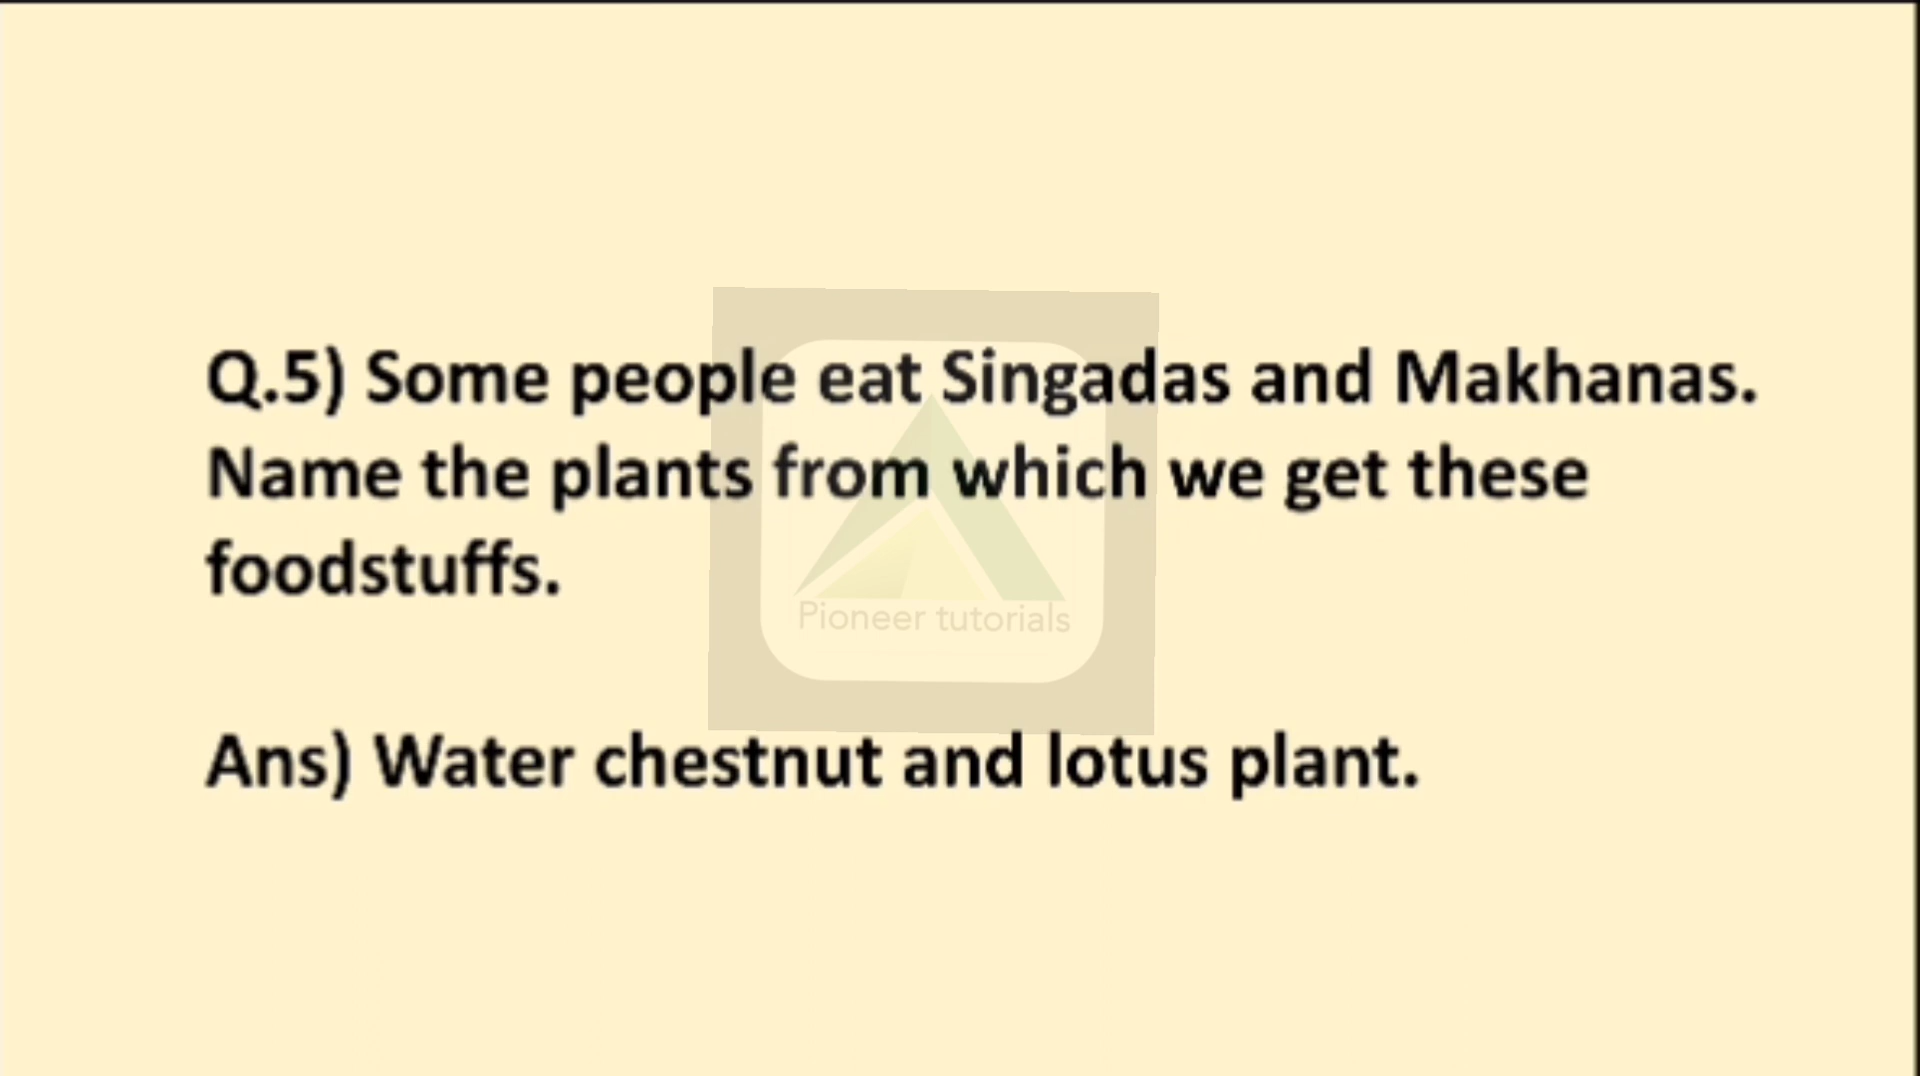 Q.5) Some people eat Singadas and Makhanas.
Name the plants from which we get these
foodstuffs.
Pioneer tutorials
Ans) Water chestnut and lotus plant.